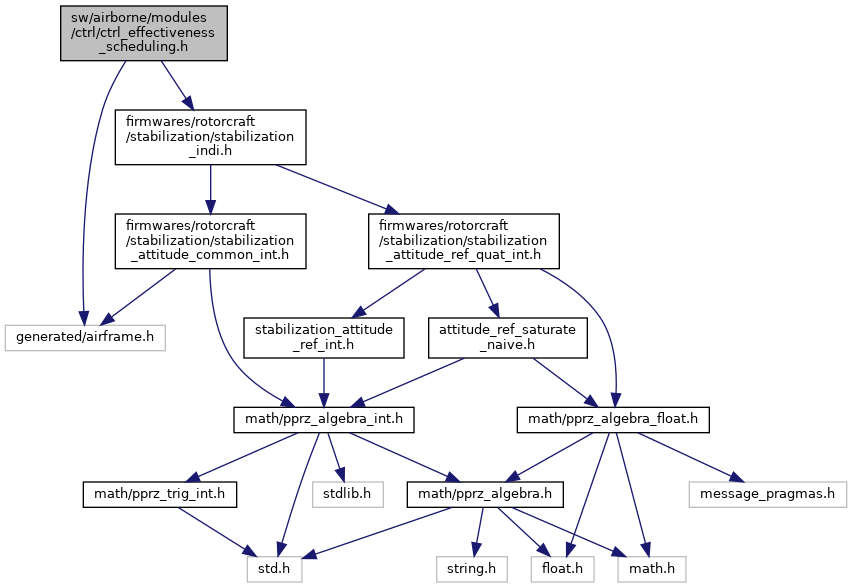 sw/airborne/modules
/ctrl/ctrl_effectiveness
_scheduling.h
firmwares/rotorcraft
/stabilization/stabilization
_indi.h
firmwares/rotorcraft
/stabilization/stabilization
_attitude_common_int.h
firmwares/rotorcraft
/stabilization/stabilization
_attitude_ref_quat_int.h
generated/airframe.h
stabilization_attitude
_ref_int.h
attitude_ref_saturate
_naive.h
math/pprz_algebra_int.h
math/pprz_algebra_float.h
math/pprz_trig_int.h
stdlib.h
math/pprz_algebra.h
message_pragmas.h
std.h
string.h
float.h
math.h